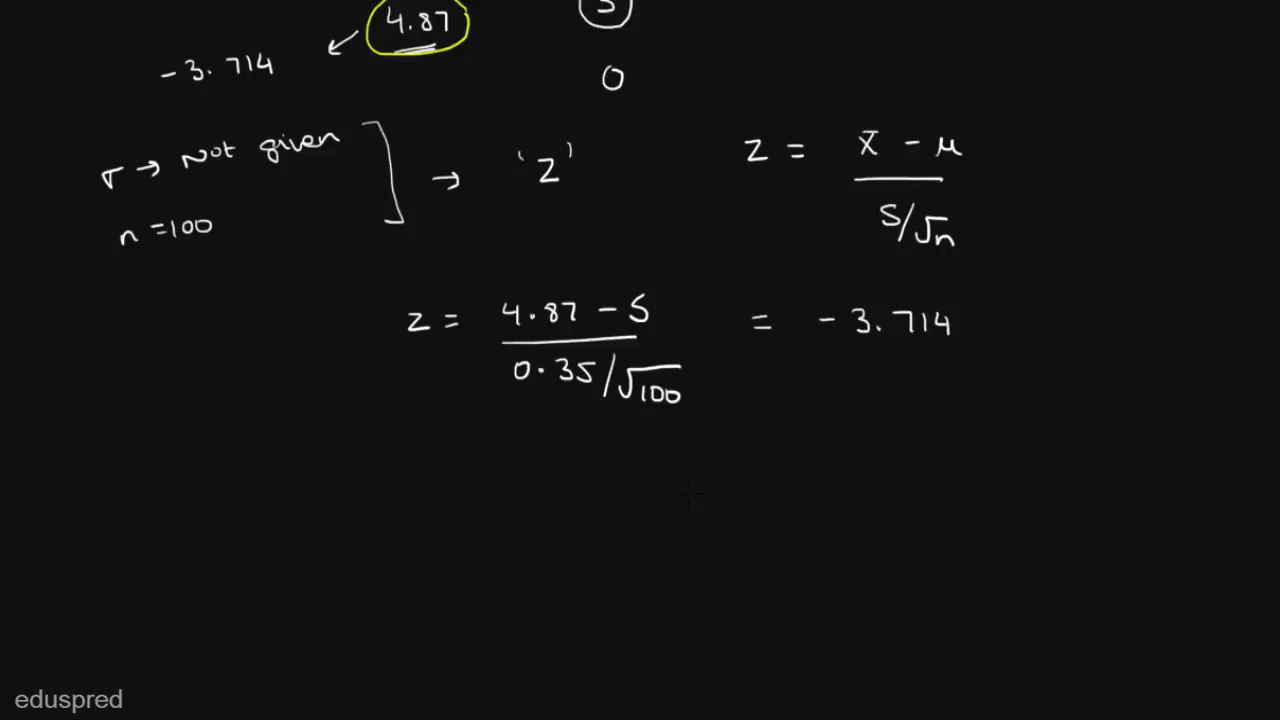 4.87 5
- 3.714 0
σ → Not given
n = 100
→ 'Z'
z = x̄ - μ
S/√n
z = 4.87 - 5 = - 3.714
0.35/√100
eduspred